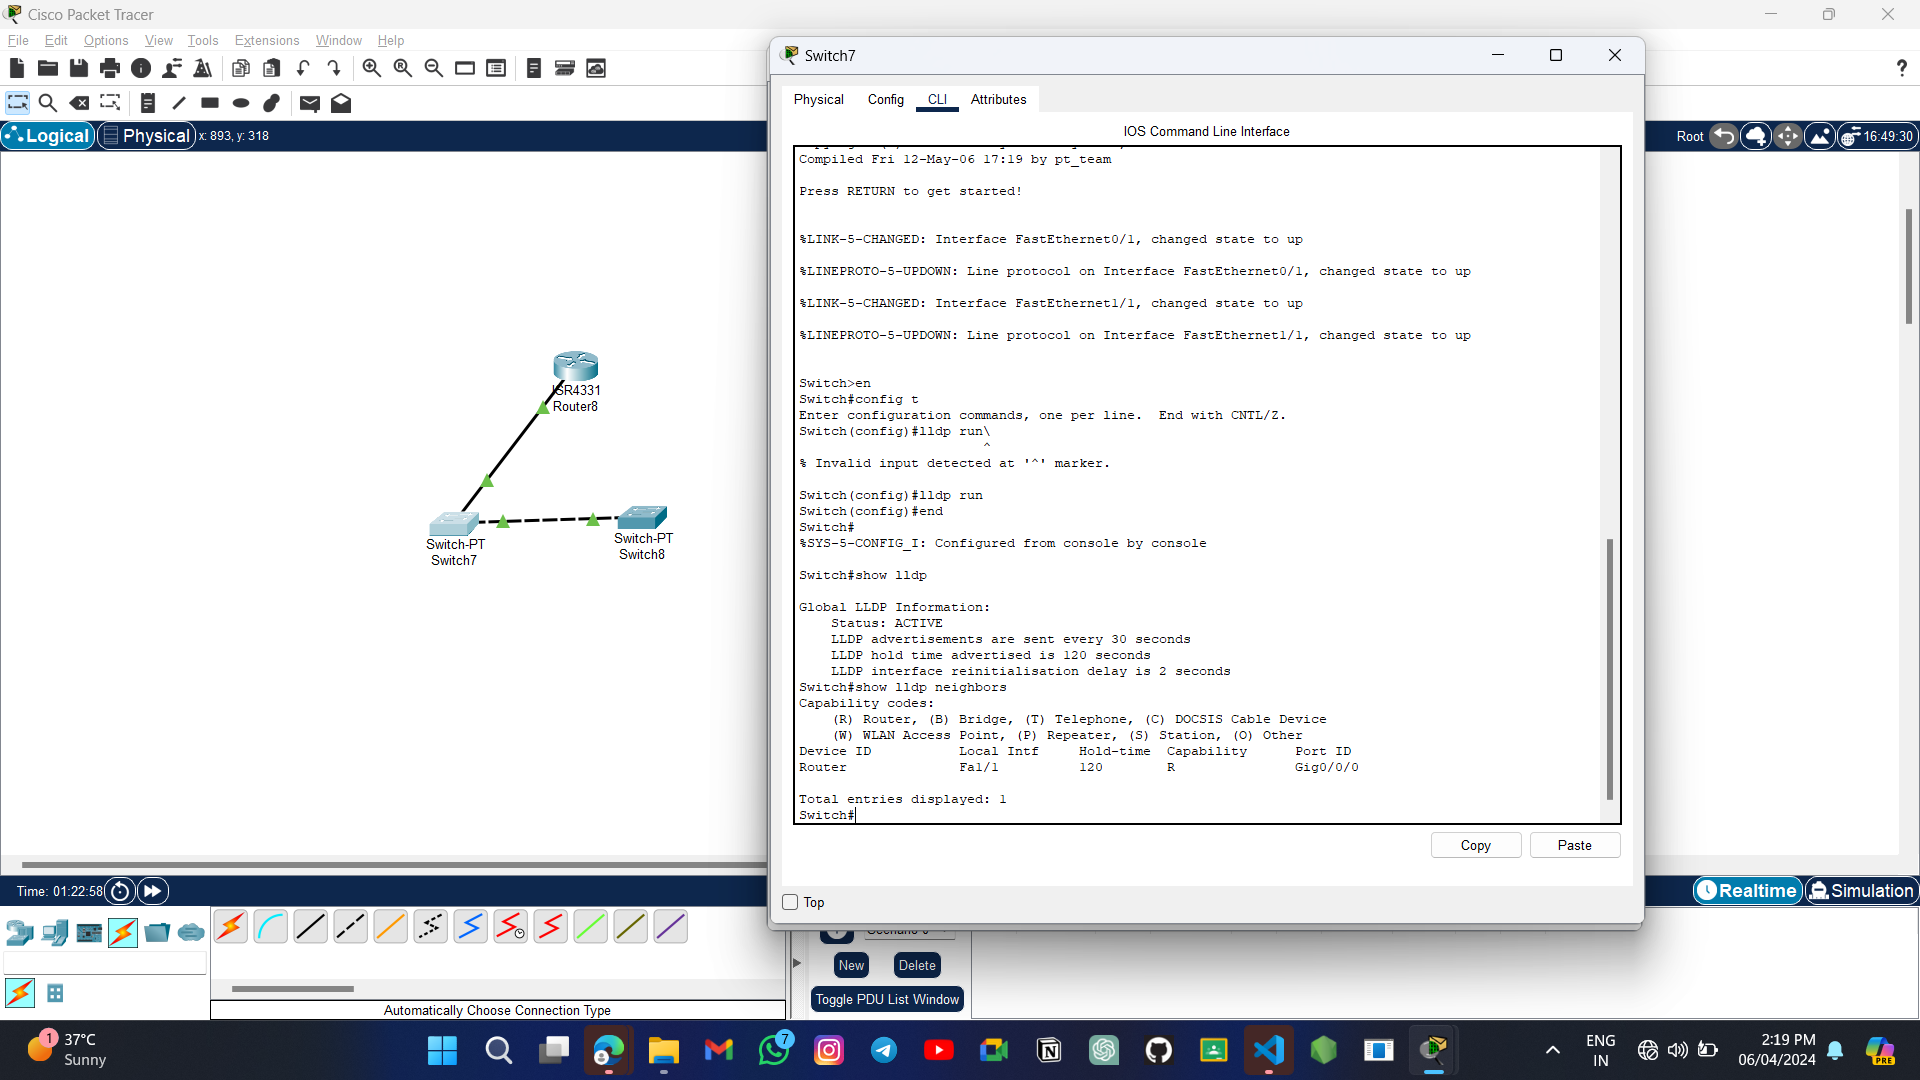 Cisco Packet Tracer
File Edit Options View Tools Extensions Window Help
Logical
Physical
x: 893, y: 318
Root
16:49:30
ISR4331
Router8
Switch-PT
Switch7
Switch-PT
Switch8
Switch7
Physical Config CLI Attributes
IOS Command Line Interface
Compiled Fri 12-May-06 17:19 by pt_team
Press RETURN to get started!
%LINK-5-CHANGED: Interface FastEthernet0/1, changed state to up
%LINEPROTO-5-UPDOWN: Line protocol on Interface FastEthernet0/1, changed state to up
%LINK-5-CHANGED: Interface FastEthernet1/1, changed state to up
%LINEPROTO-5-UPDOWN: Line protocol on Interface FastEthernet1/1, changed state to up
Switch>en
Switch#config t
Enter configuration commands, one per line.  End with CNTL/Z.
Switch(config)#lldp run\
^
% Invalid input detected at '^' marker.
Switch(config)#lldp run
Switch(config)#end
Switch#
%SYS-5-CONFIG_I: Configured from console by console
Switch#show lldp
Global LLDP Information:
Status: ACTIVE
LLDP advertisements are sent every 30 seconds
LLDP hold time advertised is 120 seconds
LLDP interface reinitialisation delay is 2 seconds
Switch#show lldp neighbors
Capability codes:
(R) Router, (B) Bridge, (T) Telephone, (C) DOCSIS Cable Device
(W) WLAN Access Point, (P) Repeater, (S) Station, (O) Other
Device ID Local Intf Hold-time Capability Port ID
Router Fa1/1 120 R Gig0/0/0
Total entries displayed: 1
Switch#
Copy Paste
Top
Time: 01:22:58
Realtime
Simulation
New Delete
Toggle PDU List Window
Automatically Choose Connection Type
1
37°C
Sunny
7
ENG
IN
2:19 PM
06/04/2024
PRE